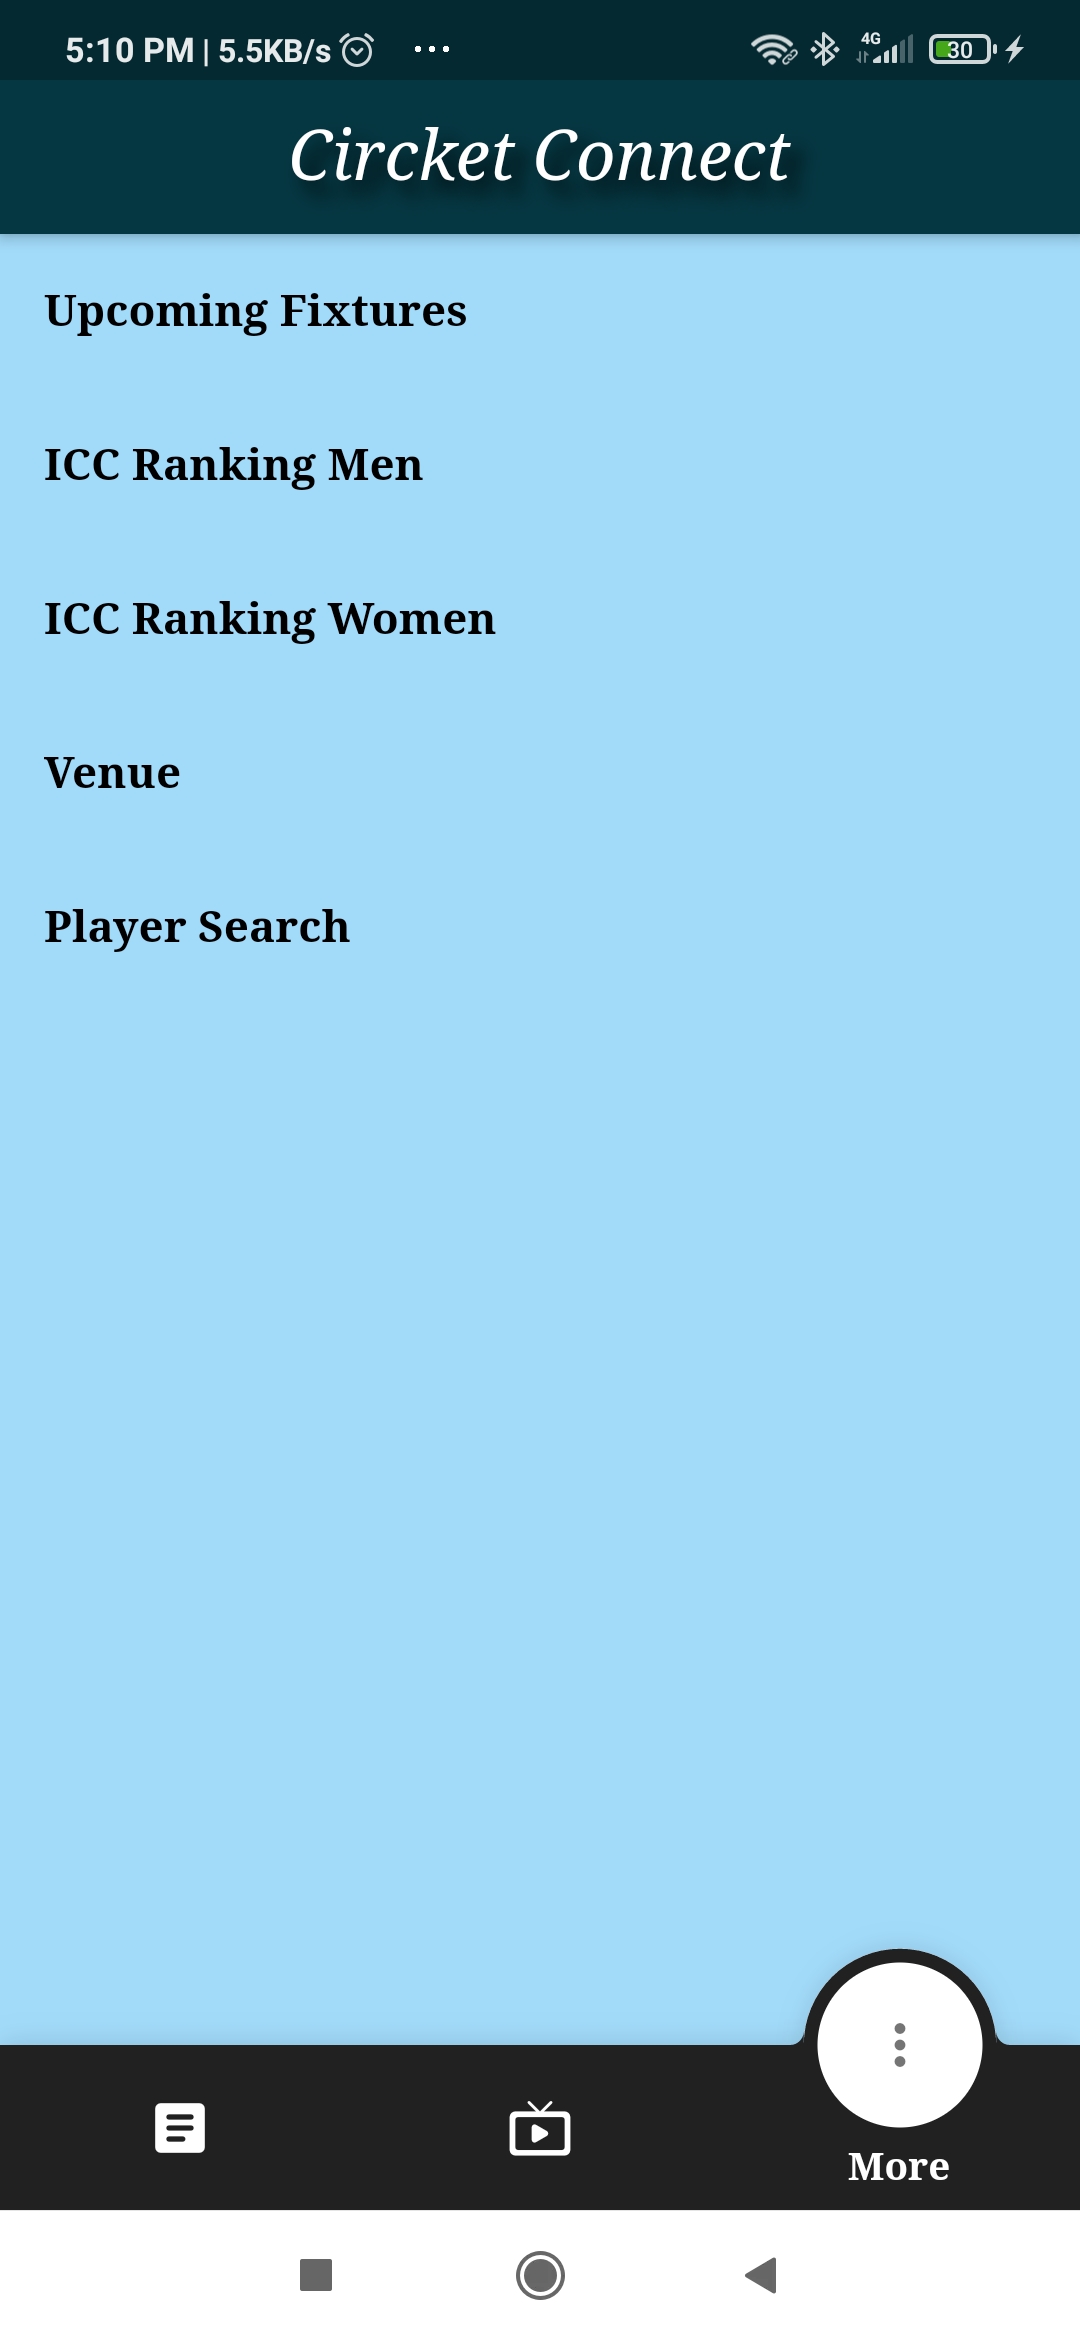 5:10 PM | 5.5KB/s ... 4G 30
Circket Connect
Upcoming Fixtures
ICC Ranking Men
ICC Ranking Women
Venue
Player Search
More